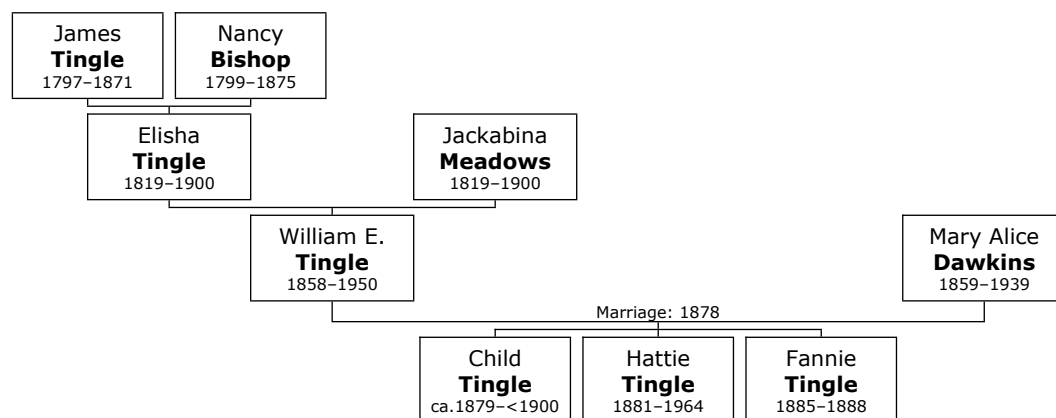 James
Tingle
1797–1871
Nancy
Bishop
1799–1875
Elisha
Tingle
1819–1900
Jackabina
Meadows
1819–1900
William E.
Tingle
1858–1950
Mary Alice
Dawkins
1859–1939
Marriage: 1878
Child
Tingle
ca.1879–<1900
Hattie
Tingle
1881–1964
Fannie
Tingle
1885–1888